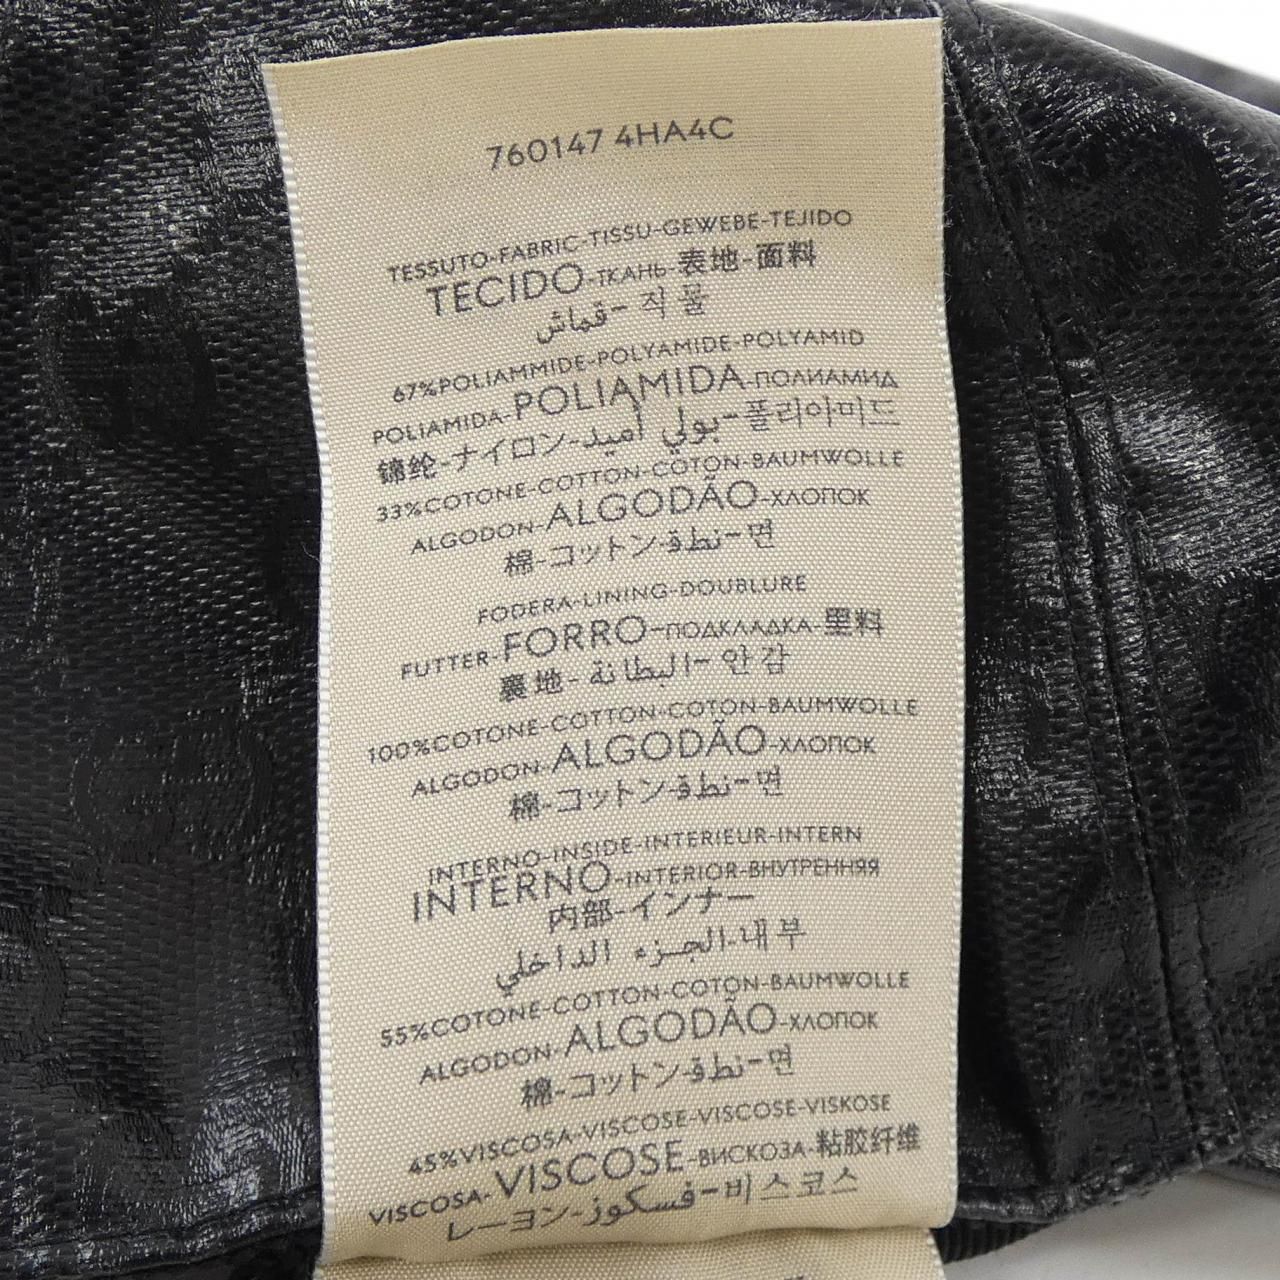 760147 4HA4C
TESSUTO-FABRIC-TISSU-GEWEBE-TEJIDO
TECIDO-ТКАНЬ-表地-面料
قماش-직물
67%POLIAMMIDE-POLYAMIDE-POLYAMID
POLIAMIDA-POLIAMIDA-ПОЛИАМИД
锦纶-ナイロン-بولي أميد-폴리아미드
33%COTONE-COTTON-COTON-BAUMWOLLE
ALGODON-ALGODÃO-ХЛОПОК
棉-コットン-نطق-면
FODERA-LINING-DOUBLURE
FUTTER-FORRO-ПОДКЛАДКА-里料
裏地-البطانة-안감
100%COTONE-COTTON-COTON-BAUMWOLLE
ALGODON-ALGODÃO-ХЛОПОК
棉-コットン-نطق-면
INTERNO-INSIDE-INTERIEUR-INTERN
INTERNO-INTERIOR-ВНУТРЕННЯЯ
内部-インナー
الجزء الداخلي-내부
55%COTONE-COTTON-COTON-BAUMWOLLE
ALGODON-ALGODÃO-ХЛОПОК
棉-コットン-نطق-면
45%VISCOSA-VISCOSE-VISCOSE-VISKOSE
VISCOSA-VISCOSE-ВИСКОЗА-粘胶纤维
レーヨン-فسكوز-비스코스